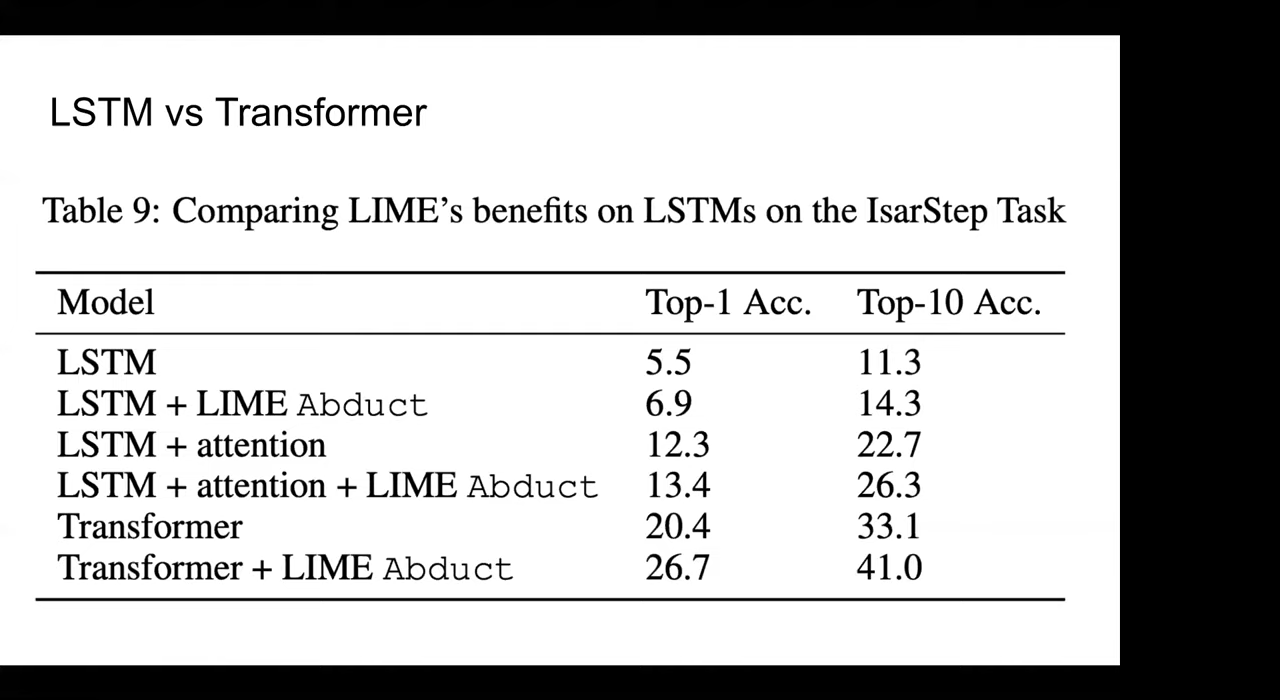 LSTM vs Transformer
Table 9: Comparing LIME's benefits on LSTMs on the IsarStep Task
Model Top-1 Acc. Top-10 Acc.
LSTM 5.5 11.3
LSTM + LIME Abduct 6.9 14.3
LSTM + attention 12.3 22.7
LSTM + attention + LIME Abduct 13.4 26.3
Transformer 20.4 33.1
Transformer + LIME Abduct 26.7 41.0